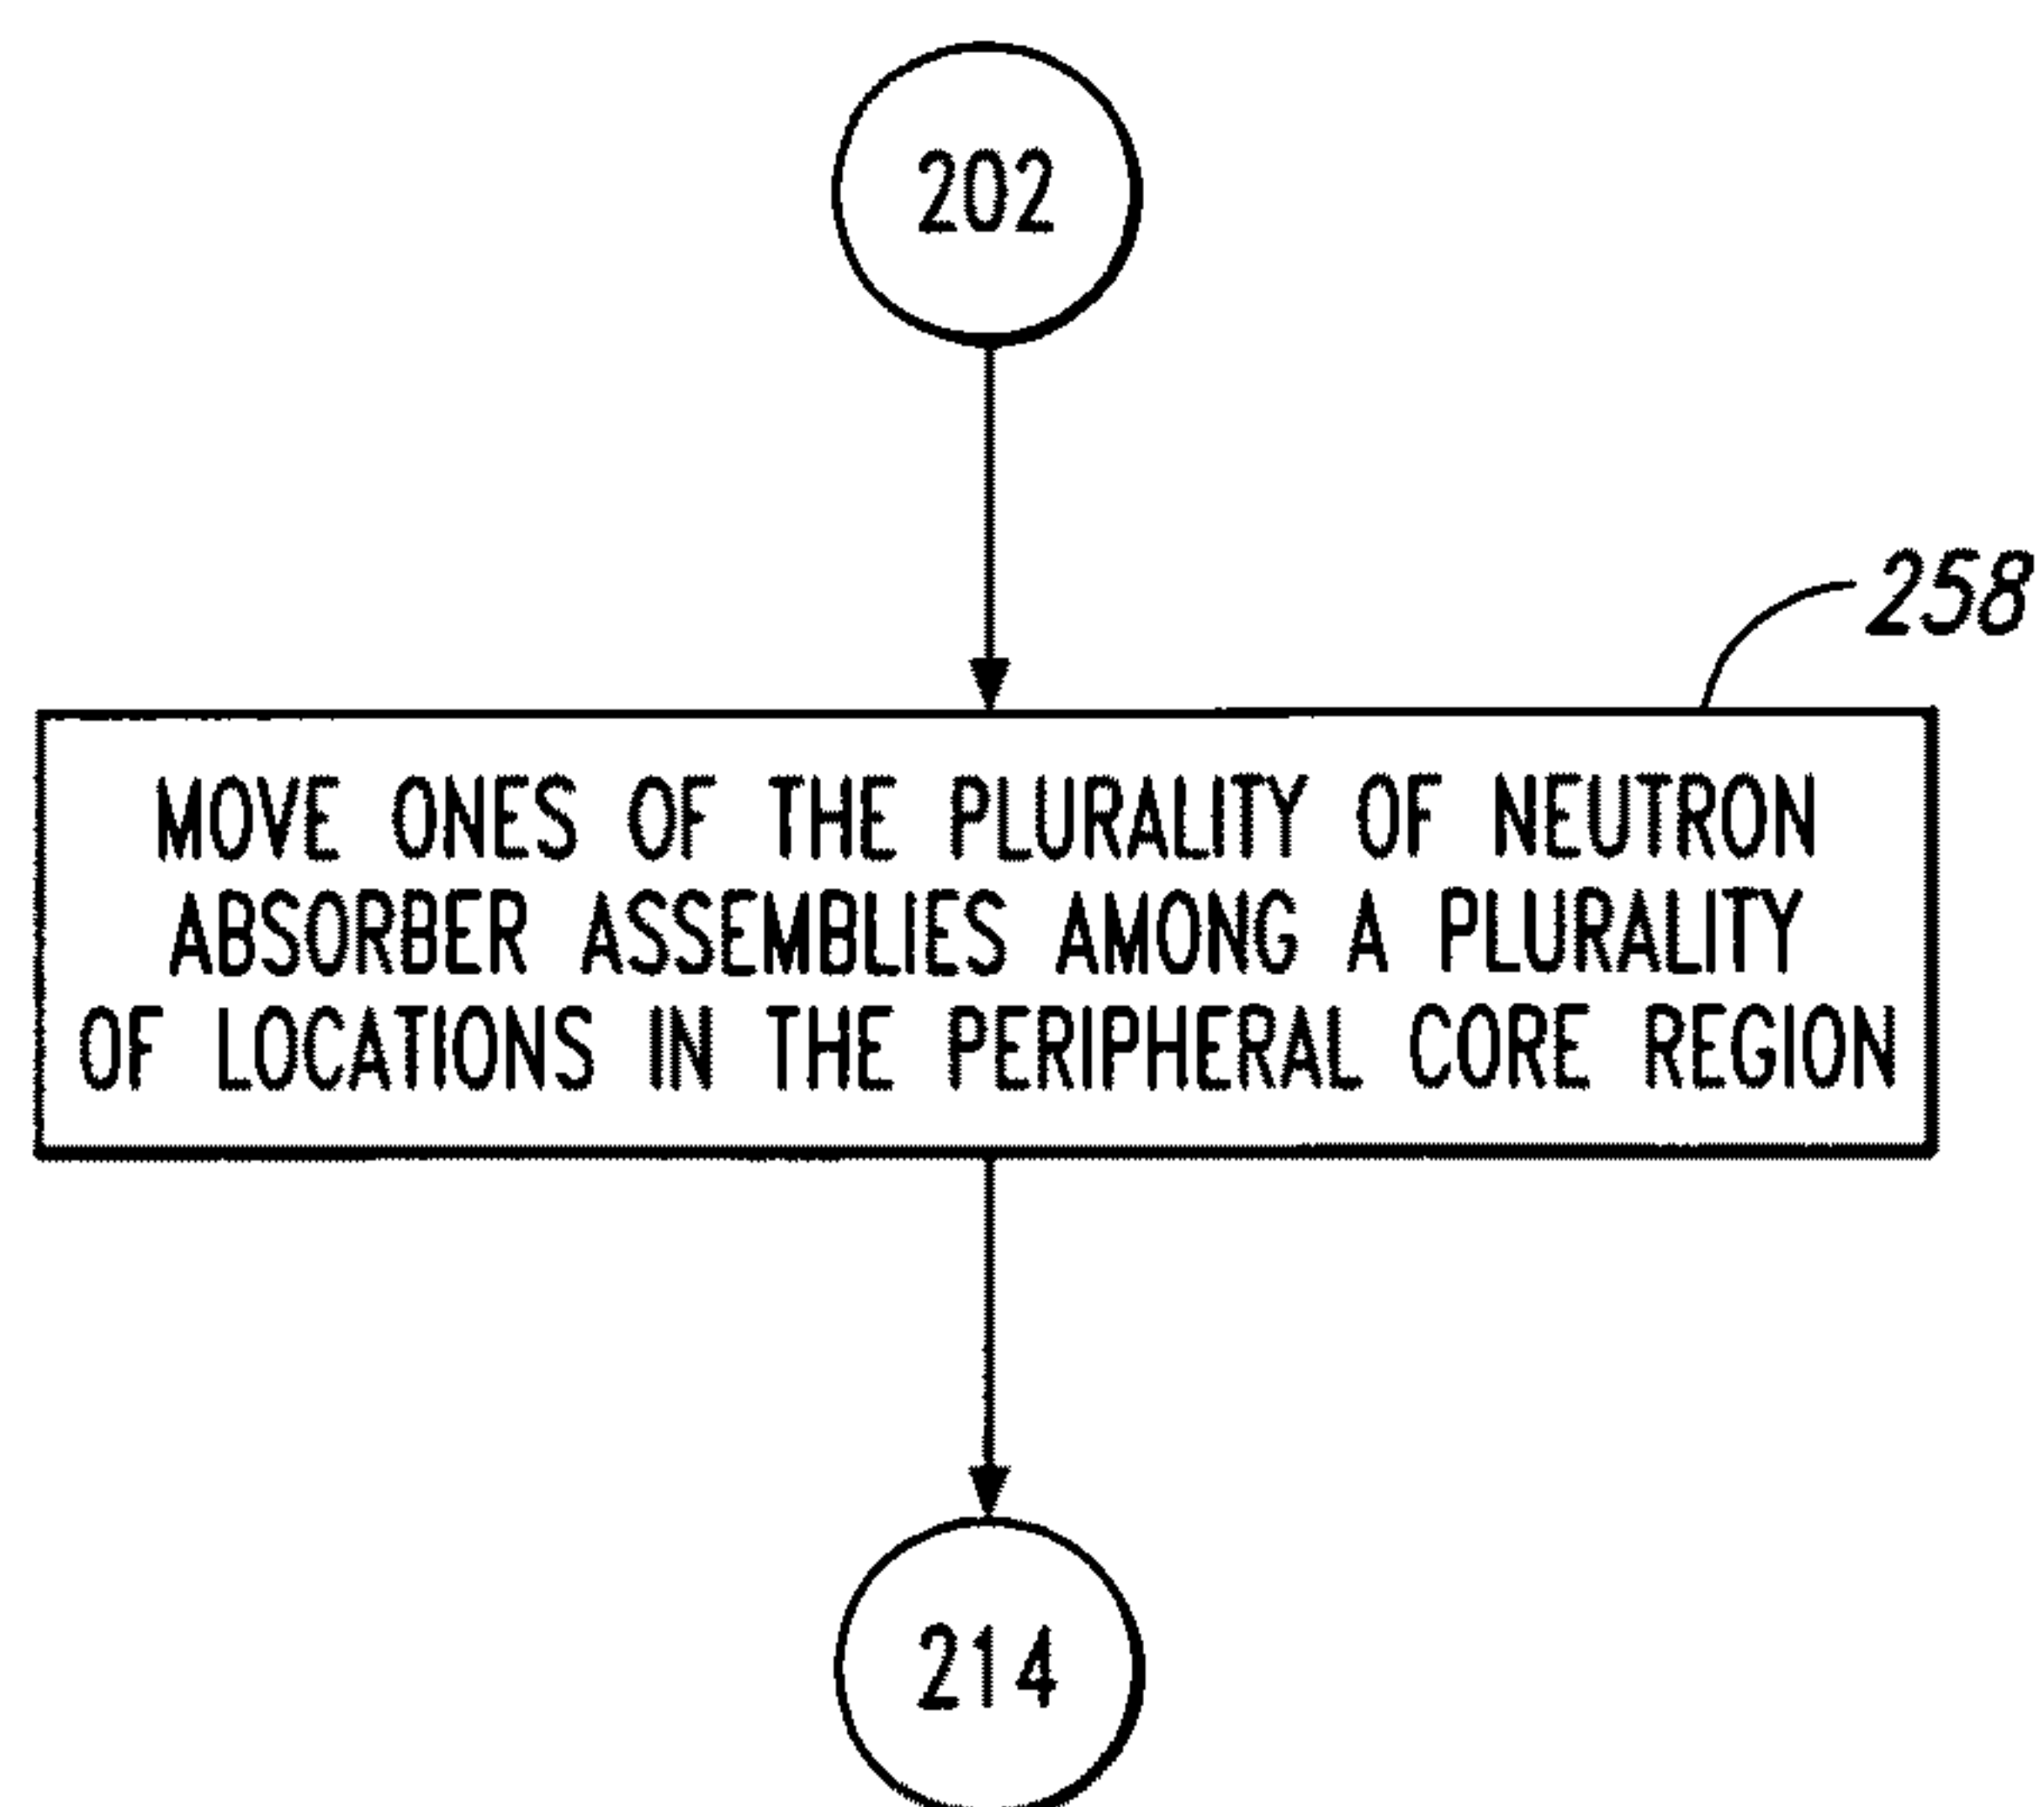 202
258
MOVE ONES OF THE PLURALITY OF NEUTRON
ABSORBER ASSEMBLIES AMONG A PLURALITY
OF LOCATIONS IN THE PERIPHERAL CORE REGION
214